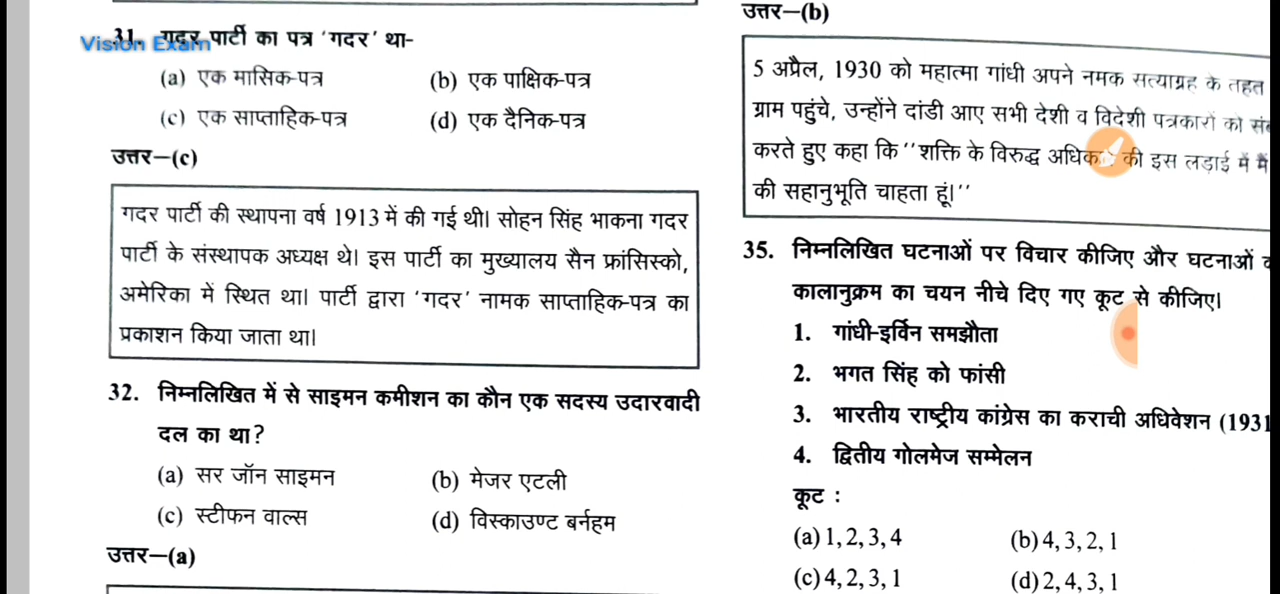 Vision Exam
31. गदर पार्टी का पत्र 'गदर' था-
(a) एक मासिक-पत्र (b) एक पाक्षिक-पत्र
(c) एक साप्ताहिक-पत्र (d) एक दैनिक-पत्र
उत्तर—(c)
गदर पार्टी की स्थापना वर्ष 1913 में की गई थी। सोहन सिंह भाकना गदर
पार्टी के संस्थापक अध्यक्ष थे। इस पार्टी का मुख्यालय सैन फ्रांसिस्को,
अमेरिका में स्थित था। पार्टी द्वारा 'गदर' नामक साप्ताहिक-पत्र का
प्रकाशन किया जाता था।
32. निम्नलिखित में से साइमन कमीशन का कौन एक सदस्य उदारवादी
दल का था?
(a) सर जॉन साइमन (b) मेजर एटली
(c) स्टीफन वाल्स (d) विस्काउण्ट बर्नहम
उत्तर—(a)
उत्तर—(b)
5 अप्रैल, 1930 को महात्मा गांधी अपने नमक सत्याग्रह के तहत
ग्राम पहुंचे, उन्होंने दांडी आए सभी देशी व विदेशी पत्रकारों को
करते हुए कहा कि ''शक्ति के विरुद्ध की इस लड़ाई में मैं
की सहानुभूति चाहता हूं।''
35. निम्नलिखित घटनाओं पर विचार कीजिए और घटनाओं
कालानुक्रम का चयन नीचे दिए गए कूट से कीजिए।
1. गांधी-इर्विन समझौता
2. भगत सिंह को फांसी
3. भारतीय राष्ट्रीय कांग्रेस का कराची अधिवेशन (1931
4. द्वितीय गोलमेज सम्मेलन
कूट :
(a) 1, 2, 3, 4 (b) 4, 3, 2, 1
(c) 4, 2, 3, 1 (d) 2, 4, 3, 1